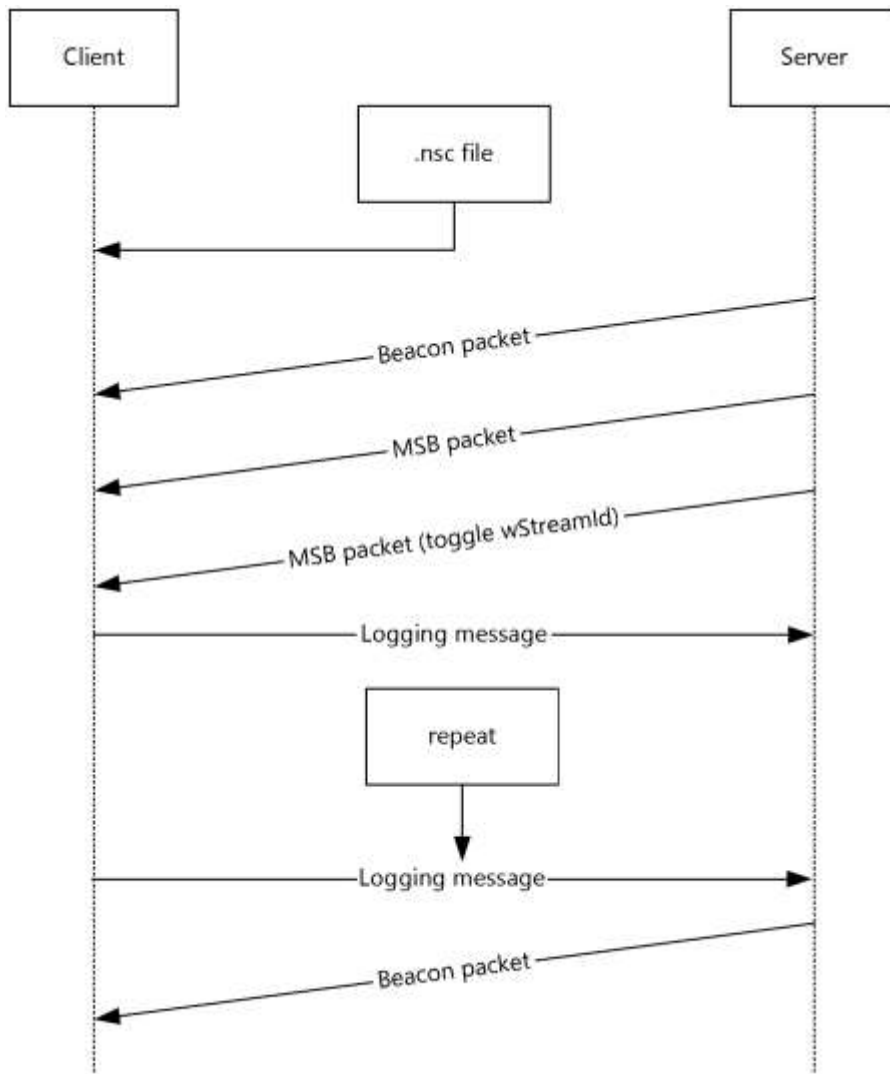 Client
Server
.nsc file
Beacon packet
MSB packet
MSB packet (toggle wStreamId)
Logging message
repeat
Logging message
Beacon packet